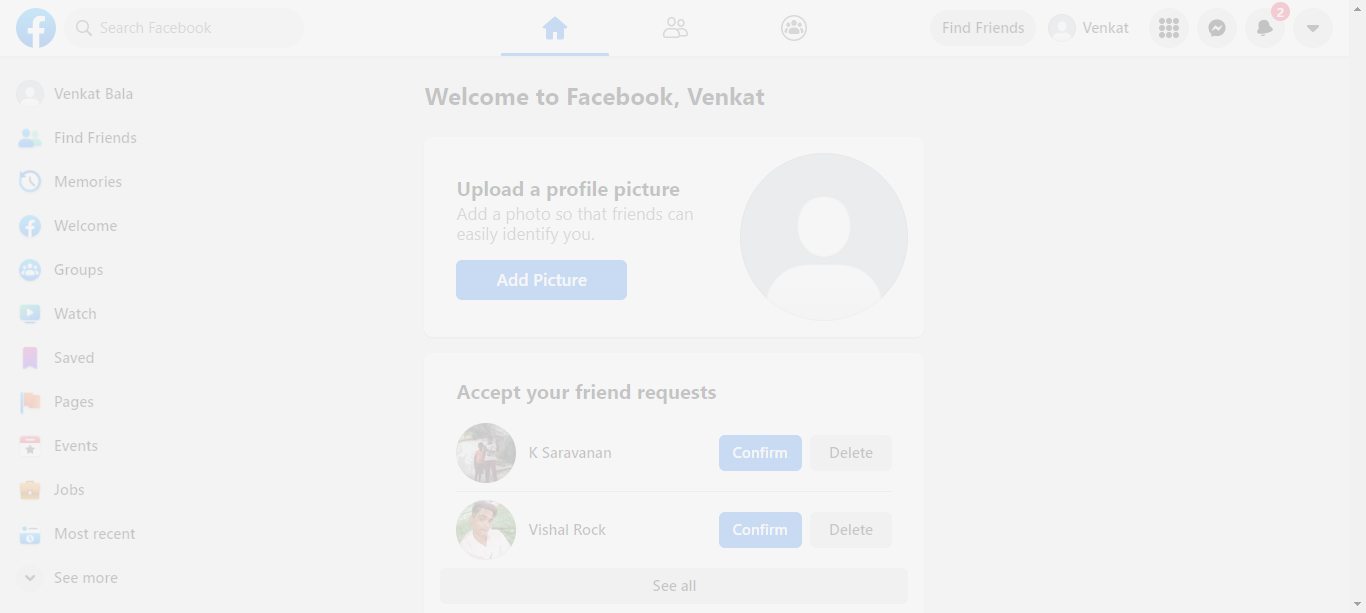 Search Facebook
Find Friends
Venkat
2
Venkat Bala
Find Friends
Memories
Welcome
Groups
Watch
Saved
Pages
Events
Jobs
Most recent
See more
Welcome to Facebook, Venkat
Upload a profile picture
Add a photo so that friends can
easily identify you.
Add Picture
Accept your friend requests
K Saravanan
Confirm
Delete
Vishal Rock
Confirm
Delete
See all